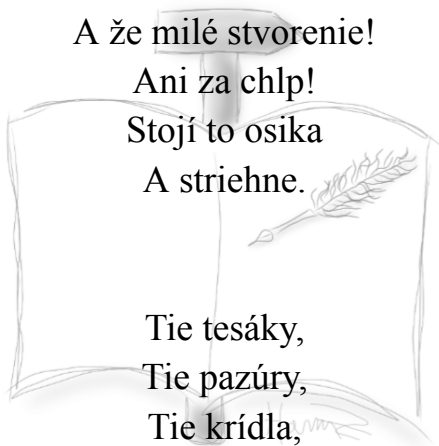 A že milé stvorenie!
Ani za chlp!
Stojí to osika
A striehne.
Tie tesáky,
Tie pazúry,
Tie krídla,